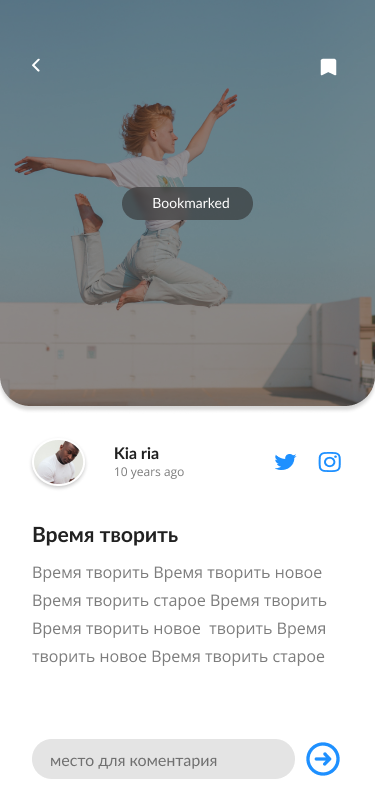 Bookmarked
Kia ria
10 years ago
Время творить
Время творить Время творить новое
Время творить старое Время творить
Время творить новое  творить Время
творить новое Время творить старое
место для коментария